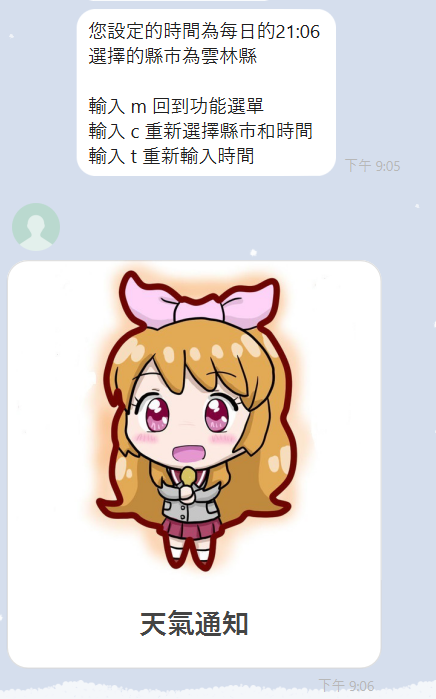 您設定的時間為每日的21:06
選擇的縣市為雲林縣
輸入 m 回到功能選單
輸入 c 重新選擇縣市和時間
輸入 t 重新輸入時間
下午 9:05
天氣通知
下午 9:06